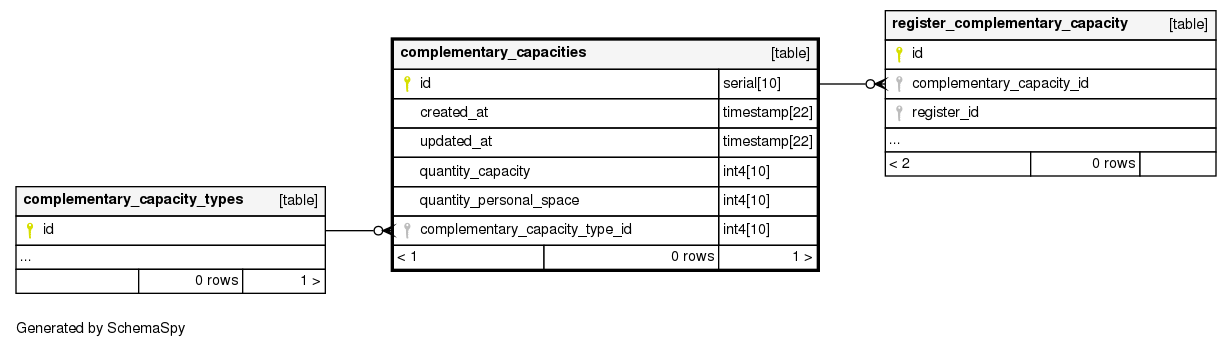 register_complementary_capacity [table]
id
complementary_capacity_id
register_id
...
< 2 0 rows
complementary_capacities [table]
id serial[10]
created_at timestamp[22]
updated_at timestamp[22]
quantity_capacity int4[10]
quantity_personal_space int4[10]
complementary_capacity_type_id int4[10]
< 1 0 rows 1 >
complementary_capacity_types [table]
id
...
0 rows 1 >
Generated by SchemaSpy